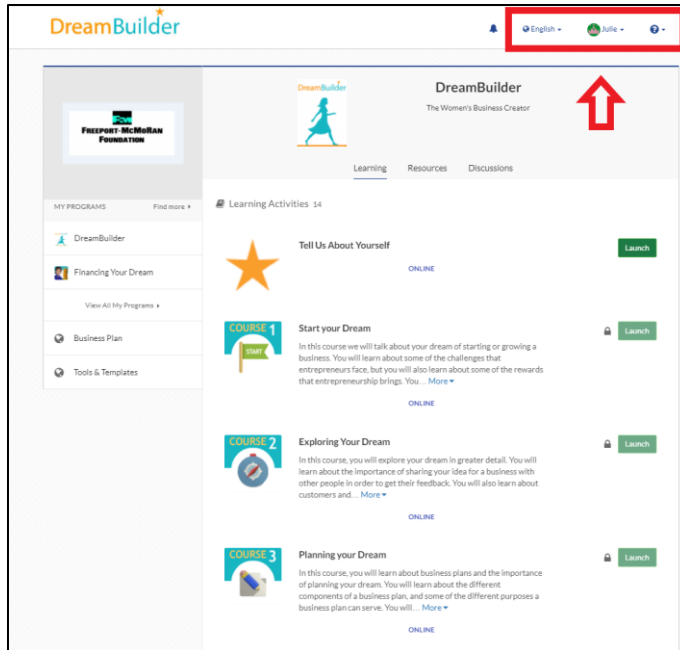 DreamBuilder
English
Julie
DreamBuilder
DreamBuilder
The Women's Business Creator
FREEPORT-MCMORAN
FOUNDATION
Learning Resources Discussions
MY PROGRAMS Find more
Learning Activities 14
DreamBuilder
Financing Your Dream
View All My Programs
Business Plan
Tools & Templates
Tell Us About Yourself
Launch
ONLINE
COURSE 1
START
Start your Dream
Launch
In this course we will talk about your dream of starting or growing a
business. You will learn about some of the challenges that
entrepreneurs face, but you will also learn about some of the rewards
that entrepreneurship brings. You... More
ONLINE
COURSE 2
Exploring Your Dream
Launch
In this course, you will explore your dream in greater detail. You will
learn about the importance of sharing your idea for a business with
other people in order to get their feedback. You will also learn about
customers and... More
ONLINE
COURSE 3
Planning your Dream
Launch
In this course, you will learn about business plans and the importance
of planning your dream. You will learn about the different
components of a business plan, and some of the different purposes a
business plan can serve. You will... More
ONLINE